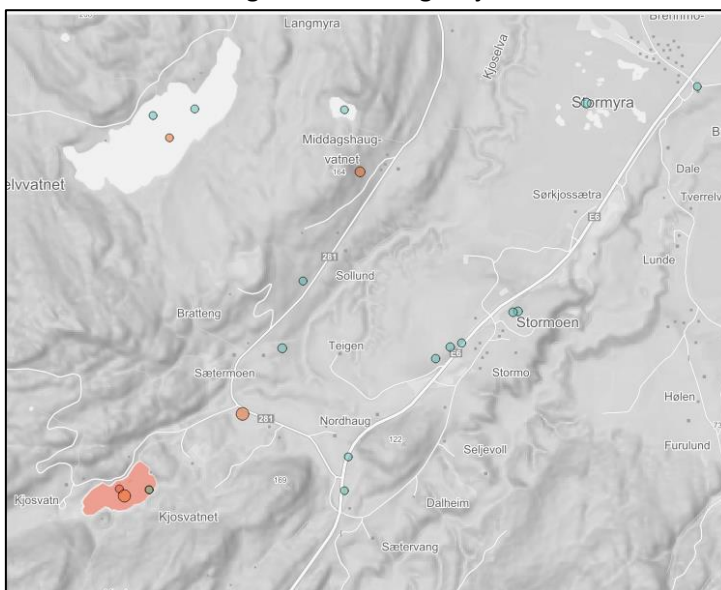 Langmyra
Kjoselva
Brennmo-
Stormyra
Middagshaug-
vatnet
164
elvvatnet
Dale
Sørkjossætra
Tverrelv
E6
281
Sollund
Lunde
Bratteng
Stormoen
Teigen
E6
Sætermoen
Stormo
Hølen
281
Nordhaug
122
Seljevoll
Furulund
189
Kjosvatn
Dalheim
Kjosvatnet
Sætervang